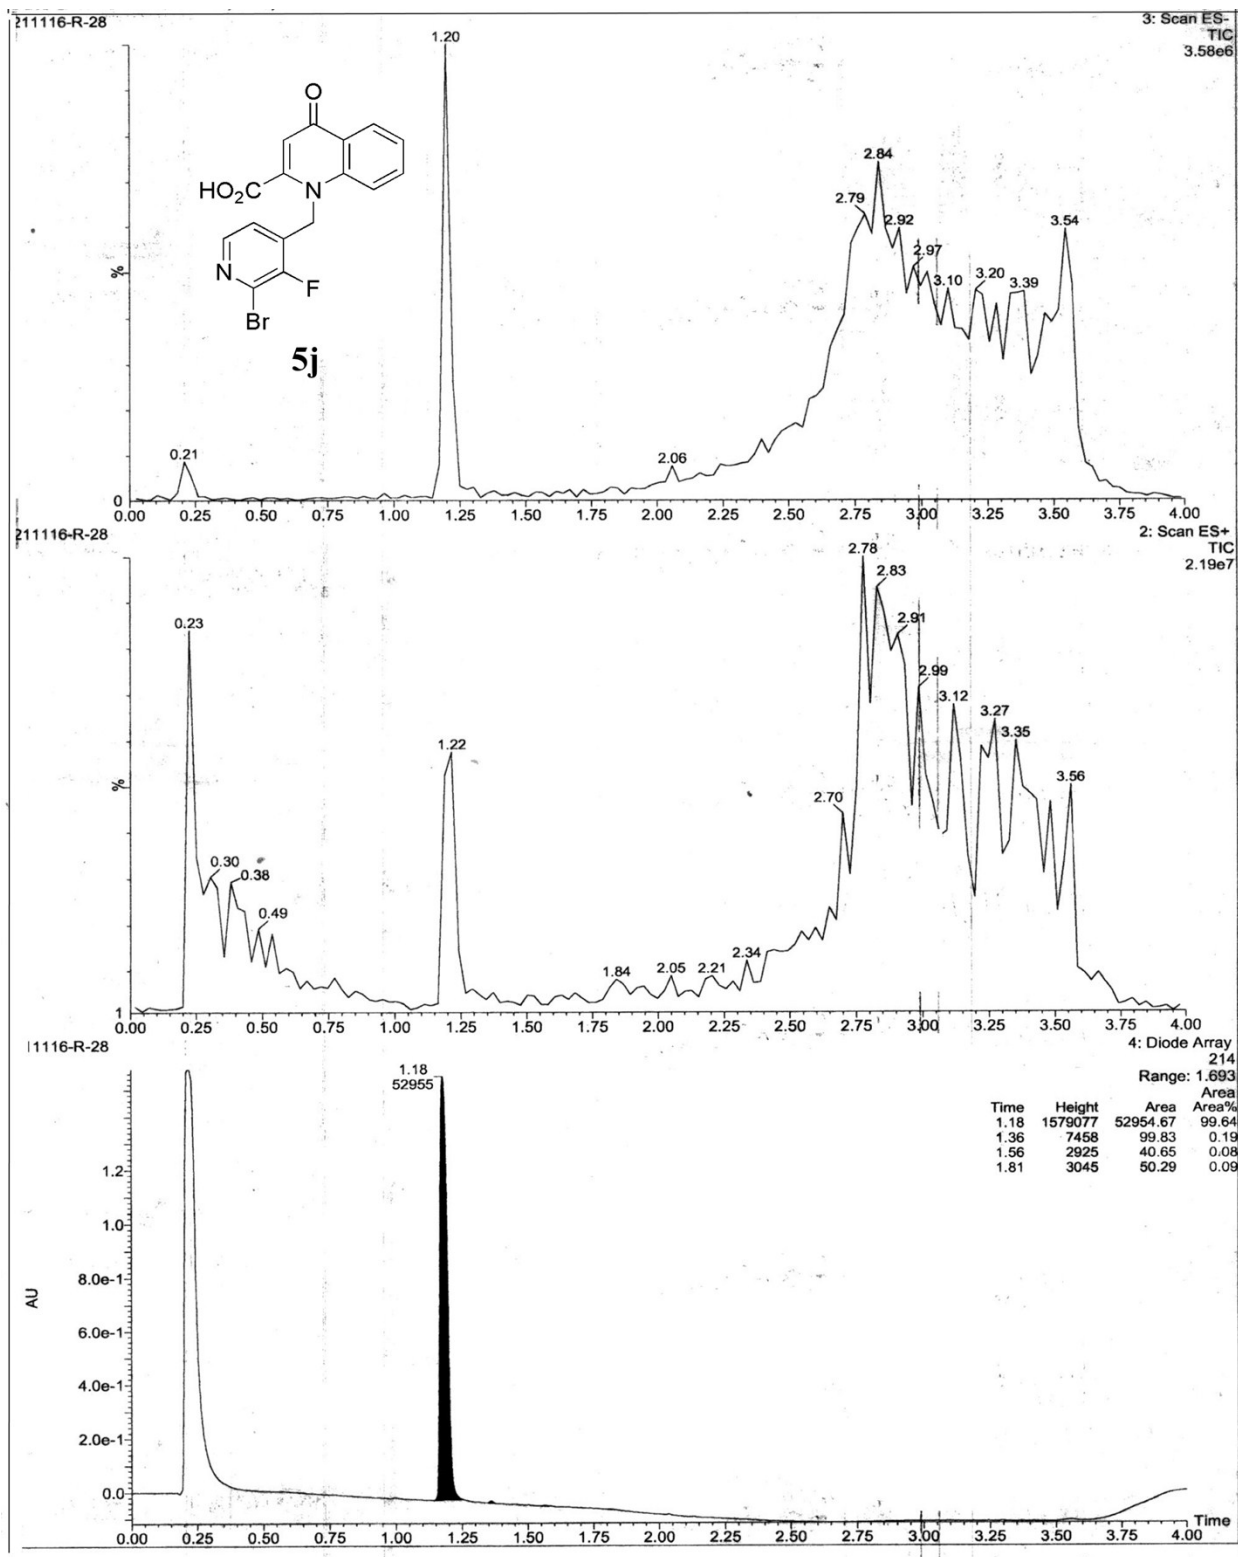 211116-R-28
3: Scan ES-
TIC
3.58e6
1.20
O
HO2C
N
N
F
Br
5j
%
0.21
2.06
2.79
2.84
2.92
2.97
3.10
3.20
3.39
3.54
0
0.00 0.25 0.50 0.75 1.00 1.25 1.50 1.75 2.00 2.25 2.50 2.75 3.00 3.25 3.50 3.75 4.00
211116-R-28
2: Scan ES+
TIC
2.19e7
%
0.23
0.30
0.38
0.49
1.22
1.84
2.05
2.21
2.34
2.70
2.78
2.83
2.91
2.99
3.12
3.27
3.35
3.56
1
0.00 0.25 0.50 0.75 1.00 1.25 1.50 1.75 2.00 2.25 2.50 2.75 3.00 3.25 3.50 3.75 4.00
11116-R-28
4: Diode Array
214
Range: 1.693
Area
Time Height Area Area%
1.18 1579077 52954.67 99.64
1.36 7458 99.83 0.19
1.56 2925 40.65 0.08
1.81 3045 50.29 0.09
1.18
52955
AU
1.2
1.0
8.0e-1
6.0e-1
4.0e-1
2.0e-1
0.0
Time
0.00 0.25 0.50 0.75 1.00 1.25 1.50 1.75 2.00 2.25 2.50 2.75 3.00 3.25 3.50 3.75 4.00